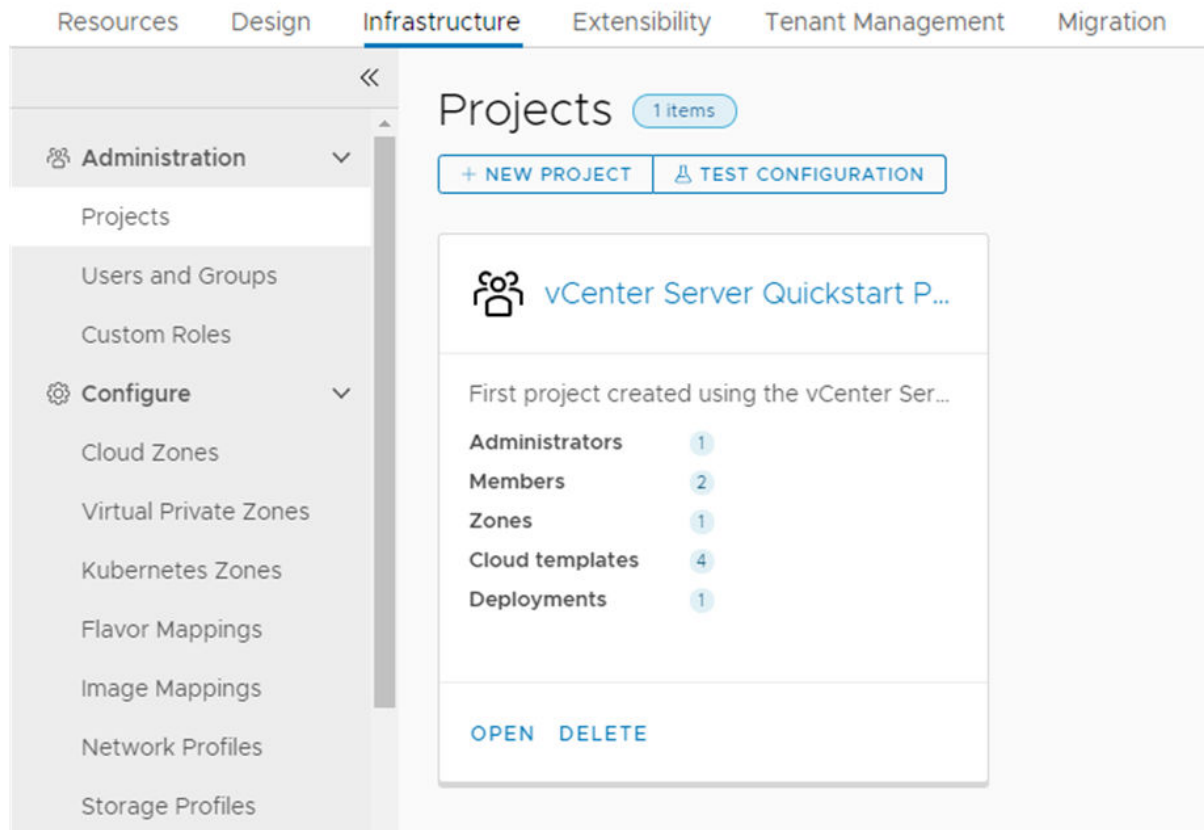 Resources Design Infrastructure Extensibility Tenant Management Migration
Administration
Projects
Users and Groups
Custom Roles
Configure
Cloud Zones
Virtual Private Zones
Kubernetes Zones
Flavor Mappings
Image Mappings
Network Profiles
Storage Profiles
Projects 1 items
+ NEW PROJECT TEST CONFIGURATION
vCenter Server Quickstart P...
First project created using the vCenter Ser...
Administrators 1
Members 2
Zones 1
Cloud templates 4
Deployments 1
OPEN DELETE